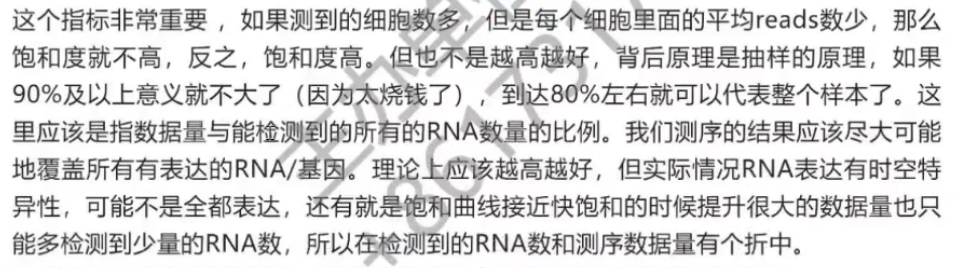 这个指标非常重要 ，如果测到的细胞数多，但是每个细胞里面的平均reads数少，那么
饱和度就不高，反之，饱和度高。但也不是越高越好，背后原理是抽样的原理，如果
90%及以上意义就不大了（因为太烧钱了），到达80%左右就可以代表整个样本了。这
里应该是指数据量与能检测到的所有的RNA数量的比例。我们测序的结果应该尽大可能
地覆盖所有有表达的RNA/基因。理论上应该越高越好，但实际情况RNA表达有时空特
异性，可能不是全都表达，还有就是饱和曲线接近快饱和的时候提升很大的数据量也只
能多检测到少量的RNA数，所以在检测到的RNA数和测序数据量有个折中。